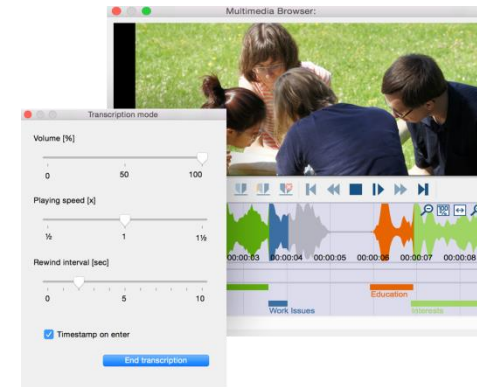 Multimedia Browser:
Transcription mode
Volume [%]
0 50 100
Playing speed [x]
½ 1 1½
Rewind interval [sec]
0 5 10
Timestamp on enter
End transcription
100%
00:00:03 00:00:04 00:00:05 00:00:06 00:00:07 00:00:08
Education
Work Issues
Interests